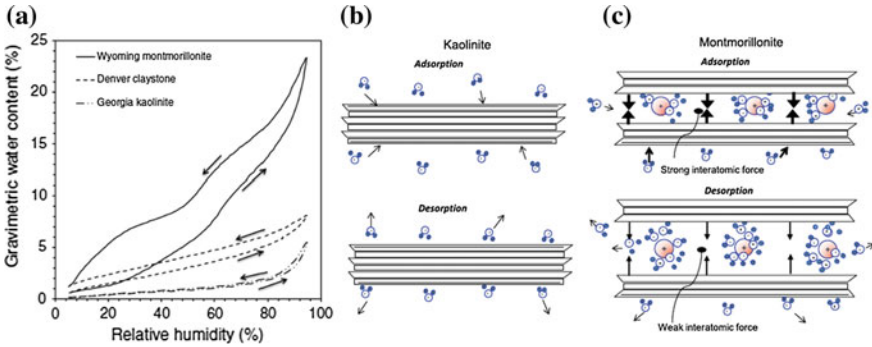 (a)
25
20
15
10
5
0
Gravimetric water content (%)
Wyoming montmorillonite
Denver claystone
Georgia kaolinite
0 20 40 60 80 100
Relative humidity (%)
(b)
Kaolinite
Adsorption
Desorption
(c)
Montmorillonite
Adsorption
Strong interatomic force
Desorption
Weak interatomic force